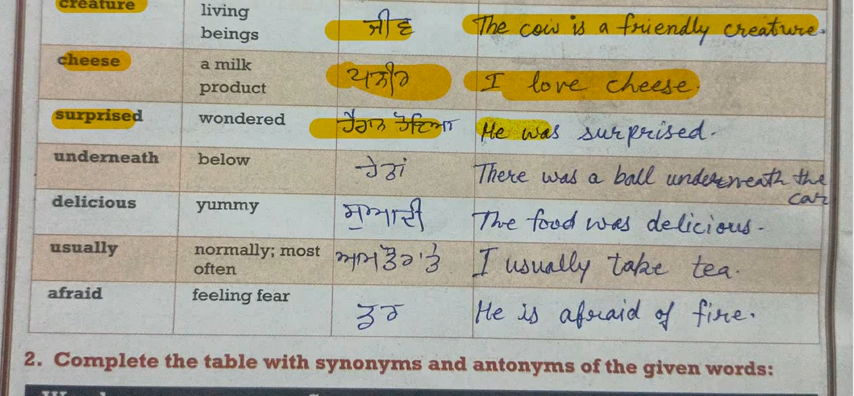 creature living beings ਜੀਵ The cow is a friendly creature.
cheese a milk product ਪਨੀਰ I love cheese.
surprised wondered ਹੈਰਾਨ ਹੋਇਆ He was surprised.
underneath below ਹੇਠਾਂ There was a ball underneath the car
delicious yummy ਸੁਆਦੀ The food was delicious.
usually normally; most often ਆਮਤੌਰ 'ਤੇ I usually take tea.
afraid feeling fear ਡਰ He is afraid of fire.
2. Complete the table with synonyms and antonyms of the given words: